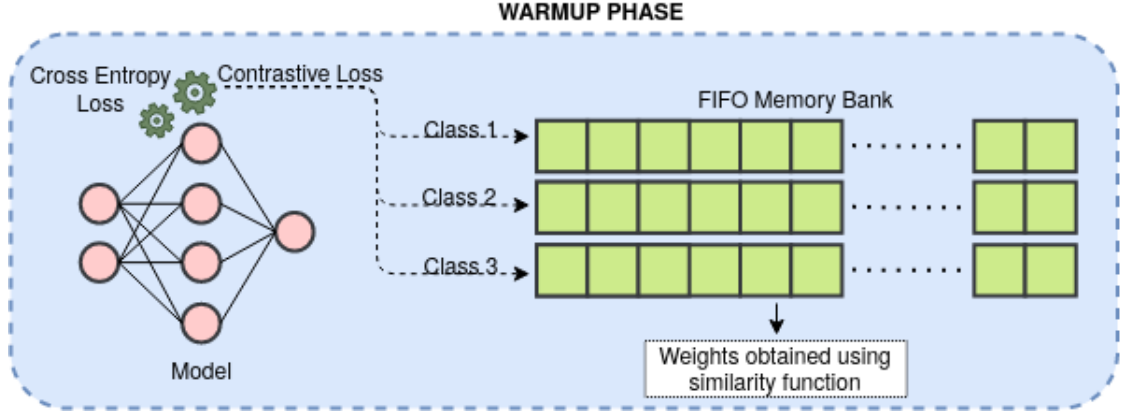 WARMUP PHASE
Cross Entropy
Loss
Contrastive Loss
FIFO Memory Bank
Class 1
Class 2
Class 3
Model
Weights obtained using
similarity function